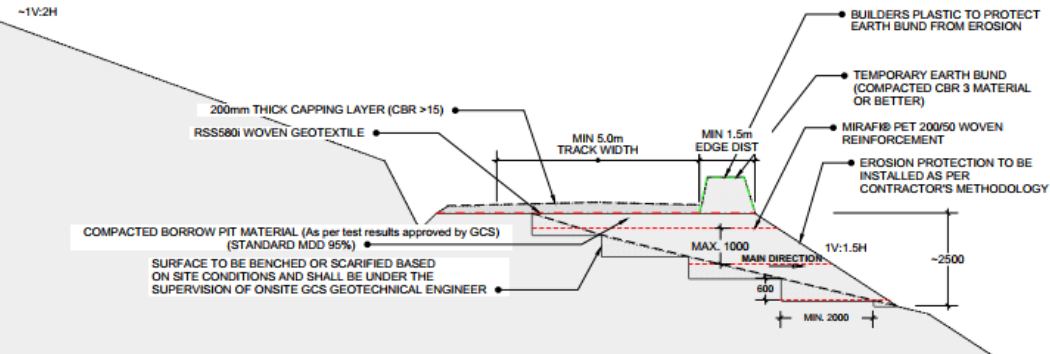 ~1V:2H
BUILDERS PLASTIC TO PROTECT
EARTH BUND FROM EROSION
TEMPORARY EARTH BUND
(COMPACTED CBR 3 MATERIAL
OR BETTER)
200mm THICK CAPPING LAYER (CBR >15)
RSS580i WOVEN GEOTEXTILE
MIN 5.0m
TRACK WIDTH
MIN 1.5m
EDGE DIST
MIRAFI® PET 200/50 WOVEN
REINFORCEMENT
EROSION PROTECTION TO BE
INSTALLED AS PER
CONTRACTOR'S METHODOLOGY
COMPACTED BORROW PIT MATERIAL (As per test results approved by GCS)
(STANDARD MDD 95%)
MAX. 1000
1V:1.5H
MAIN DIRECTION
~2500
SURFACE TO BE BENCHED OR SCARIFIED BASED
ON SITE CONDITIONS AND SHALL BE UNDER THE
SUPERVISION OF ONSITE GCS GEOTECHNICAL ENGINEER
600
MIN. 2000